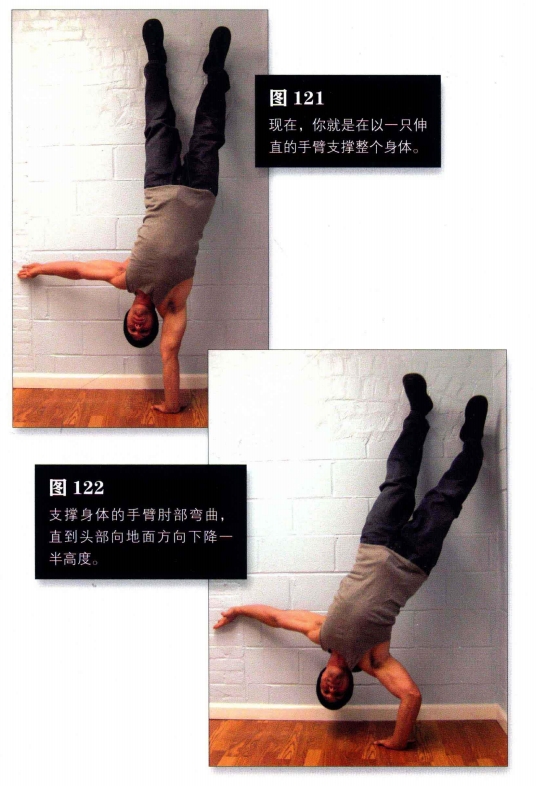 图 121
现在，你就是在以一只伸
直的手臂支撑整个身体。
图 122
支撑身体的手臂肘部弯曲，
直到头部向地面方向下降一
半高度。